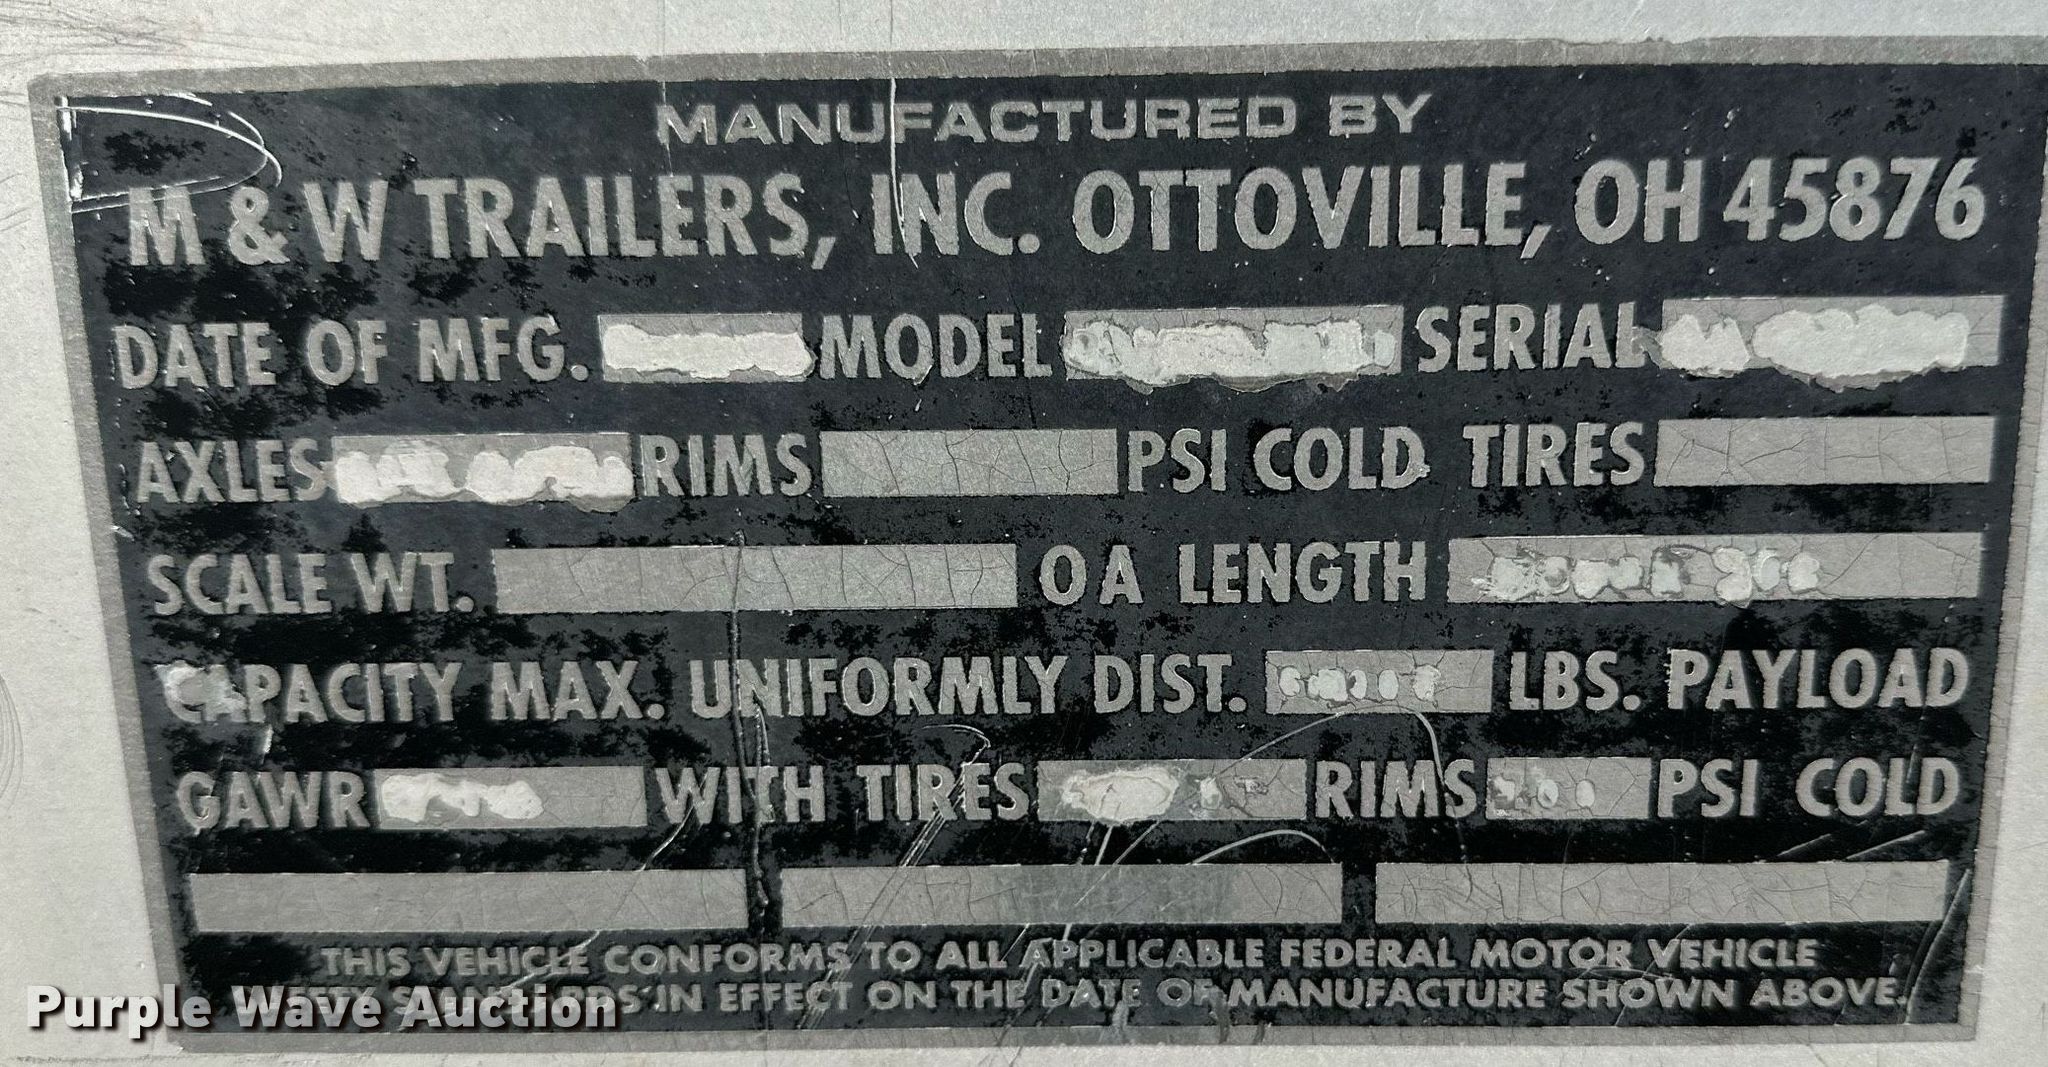 MANUFACTURED BY
M & W TRAILERS, INC. OTTOVILLE, OH 45876
DATE OF MFG. MODEL SERIAL
AXLES RIMS PSI COLD TIRES
SCALE WT. O A LENGTH
CAPACITY MAX. UNIFORMLY DIST. LBS. PAYLOAD
GAWR WITH TIRES RIMS PSI COLD
THIS VEHICLE CONFORMS TO ALL APPLICABLE FEDERAL MOTOR VEHICLE
SAFETY STANDARDS IN EFFECT ON THE DATE OF MANUFACTURE SHOWN ABOVE.
Purple Wave Auction